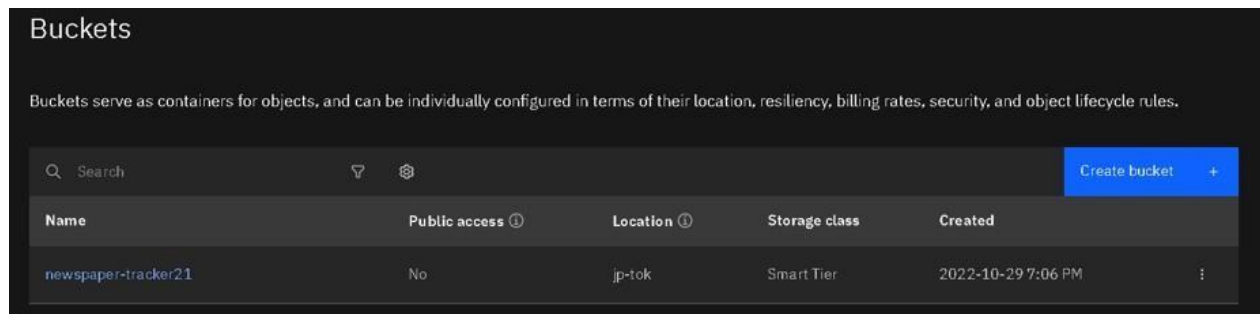 Buckets
Buckets serve as containers for objects, and can be individually configured in terms of their location, resiliency, billing rates, security, and object lifecycle rules.
Search Create bucket +
Name Public access Location Storage class Created
newspaper-tracker21 No jp-tok Smart Tier 2022-10-29 7:06 PM